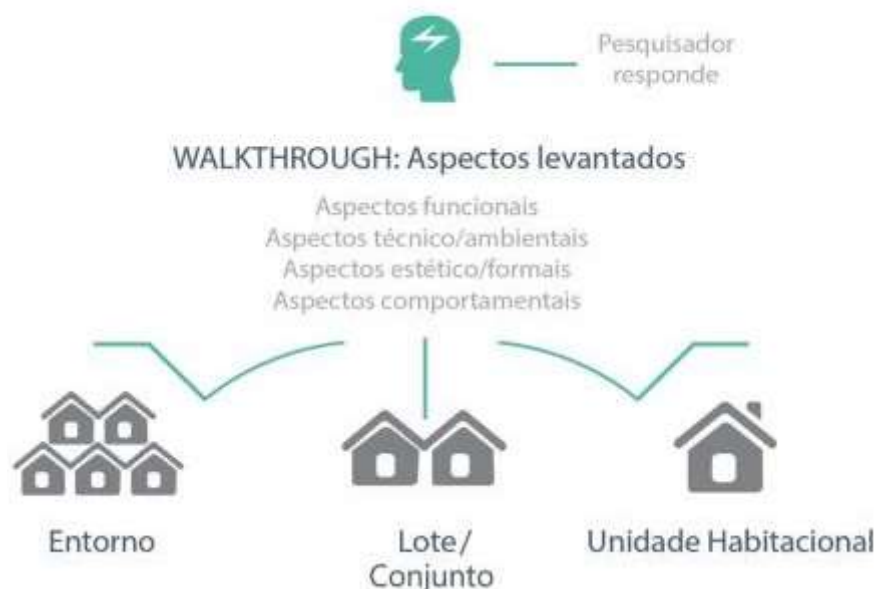 Pesquisador
responde
WALKTHROUGH: Aspectos levantados
Aspectos funcionais
Aspectos técnico/ambientais
Aspectos estético/formais
Aspectos comportamentais
Entorno
Lote/
Conjunto
Unidade Habitacional